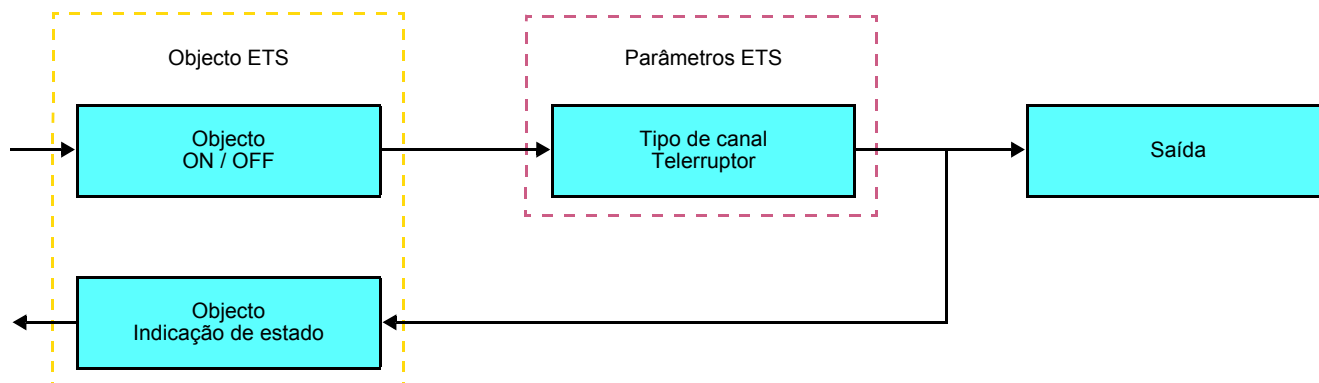 Objecto ETS
Parâmetros ETS
Objecto
ON / OFF
Tipo de canal
Telerruptor
Saída
Objecto
Indicação de estado